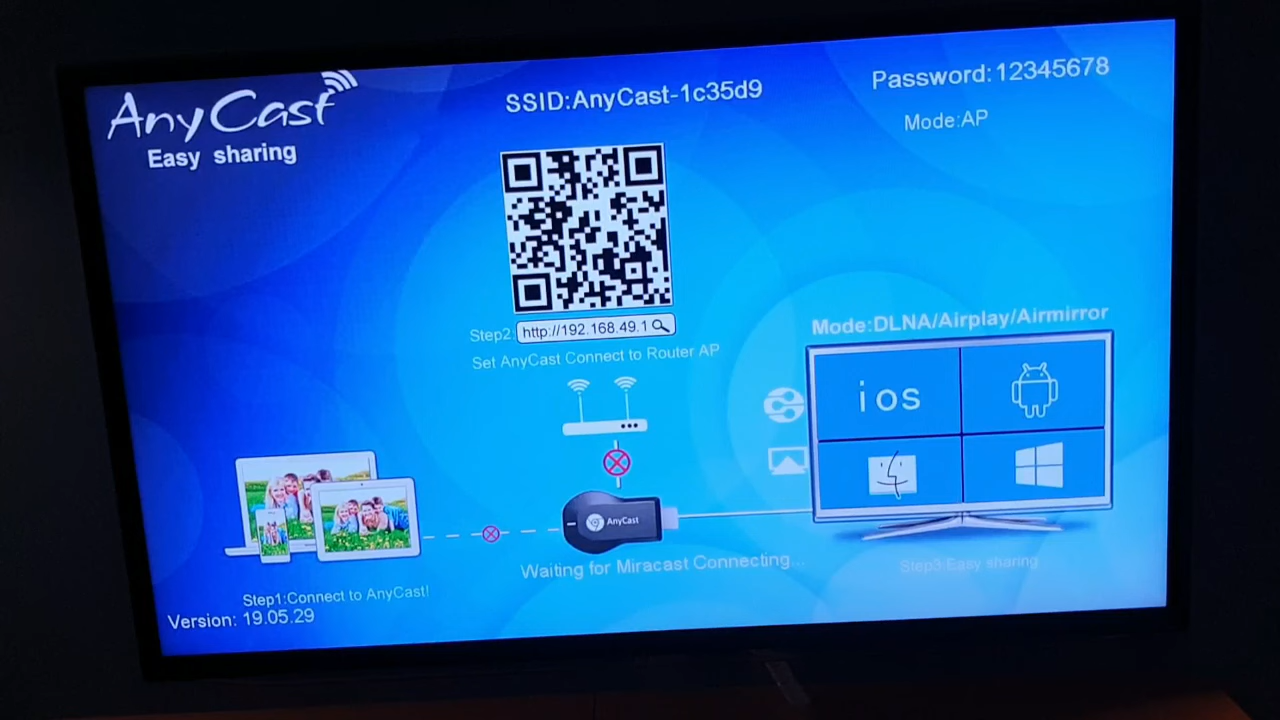 AnyCast
Easy sharing
SSID:AnyCast-1c35d9
Password:12345678
Mode:AP
Step2:
http://192.168.49.1
Set AnyCast Connect to Router AP
Mode:DLNA/Airplay/Airmirror
ios
AnyCast
Waiting for Miracast Connecting...
Step3:Easy sharing
Step1:Connect to AnyCast!
Version: 19.05.29